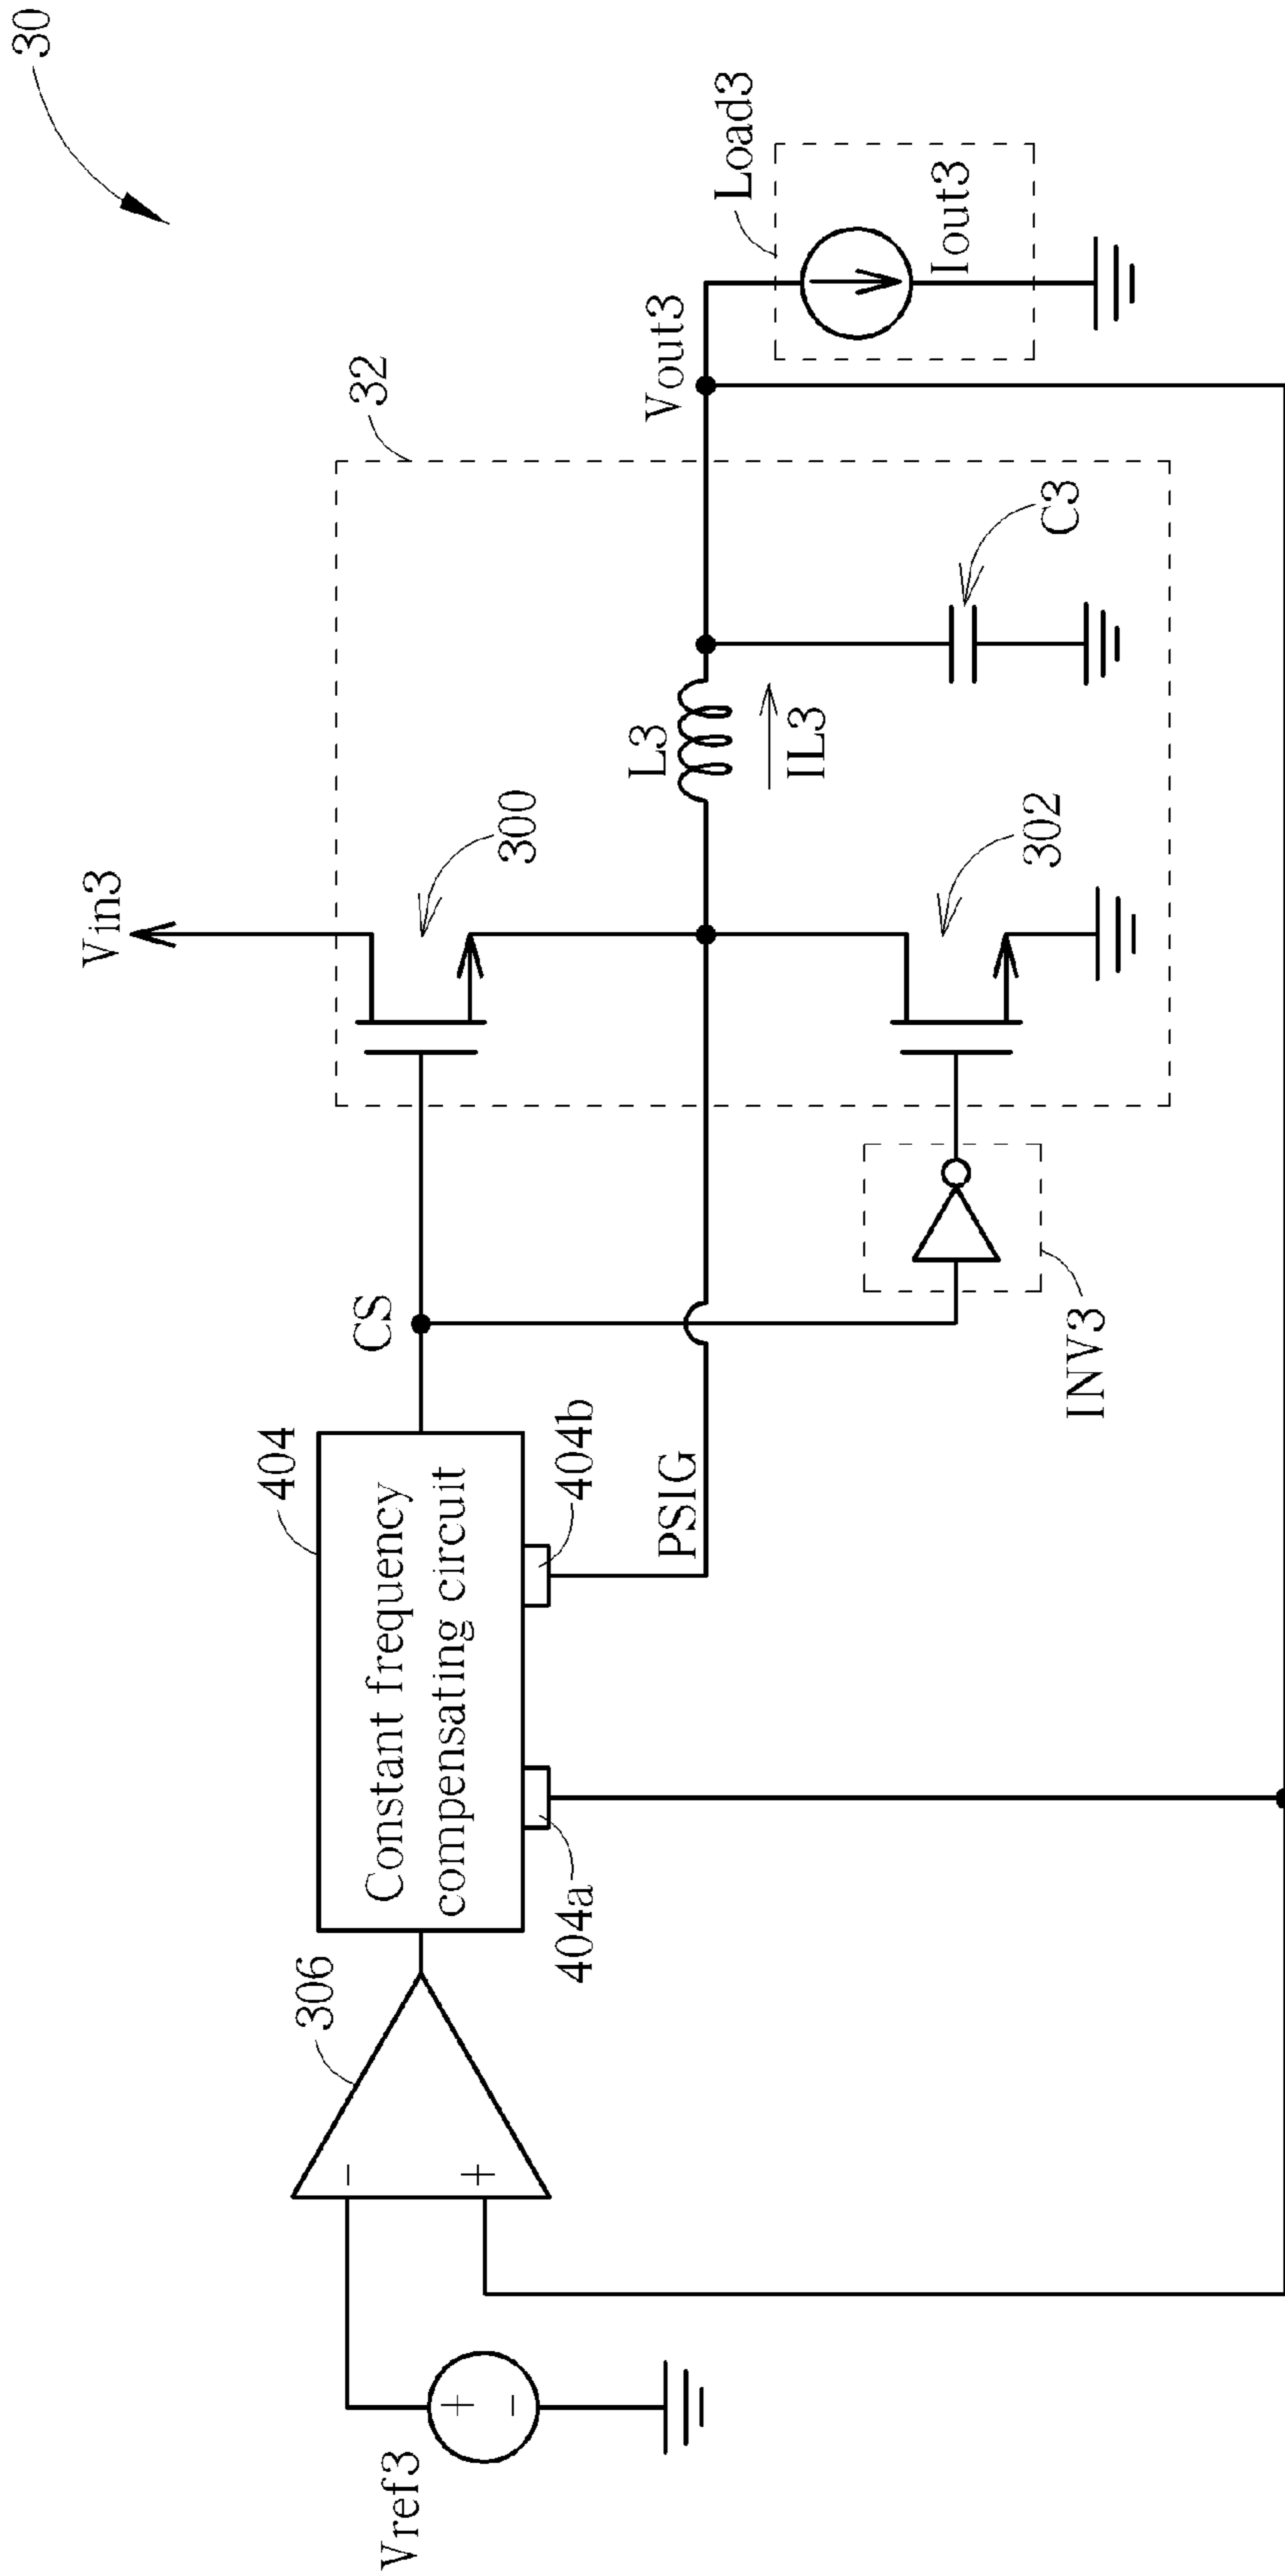 30
Vin3
32
Load3
CS
300
L3
IL3
Vout3
Iout3
C3
302
INV3
404
Constant frequency
compensating circuit
404a
404b
PSIG
306
-
+
Vref3
+
-